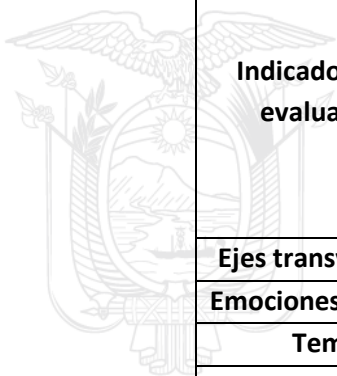 Indicado
evalua
Ejes transv
Emociones
Tem